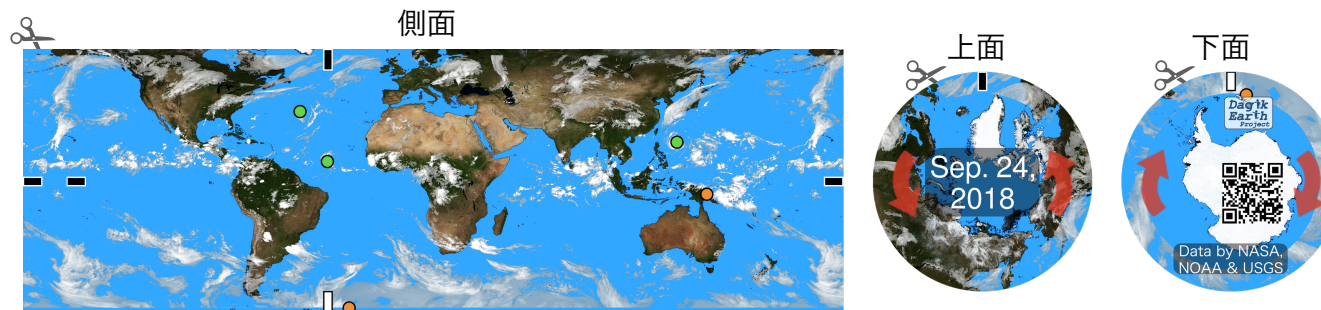 側面
上面
下面
Sep. 24,
2018
Dagik
Earth
Project
Data by NASA,
NOAA & USGS